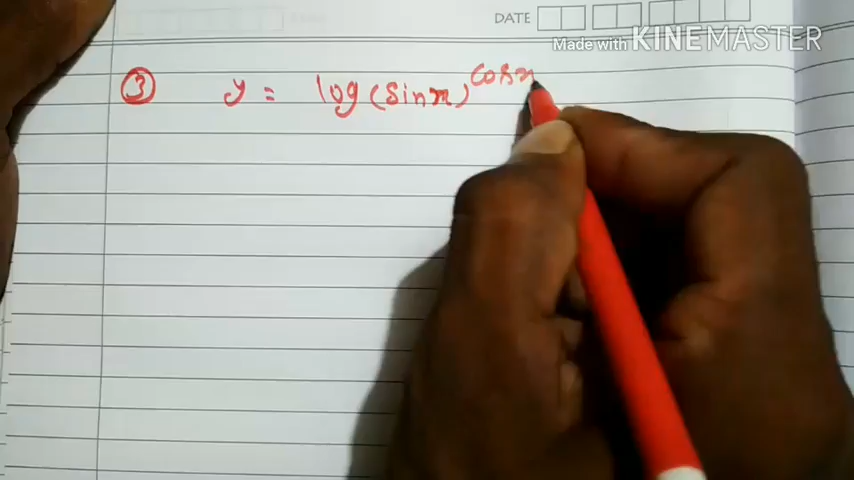 DATE
Made With KINEMASTER
③ y = log (sinx)^cosx